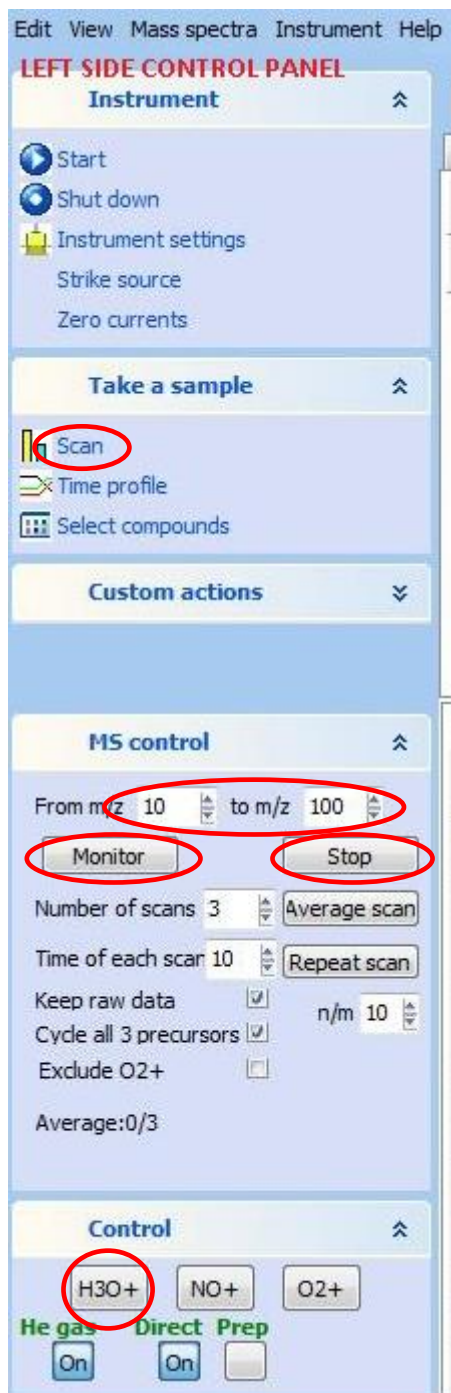 Edit View Mass spectra Instrument Help
LEFT SIDE CONTROL PANEL
Instrument
Start
Shut down
Instrument settings
Strike source
Zero currents
Take a sample
Scan
Time profile
Select compounds
Custom actions
MS control
From m/z 10 to m/z 100
Monitor Stop
Number of scans 3 Average scan
Time of each scan 10 Repeat scan
Keep raw data n/m 10
Cycle all 3 precursors
Exclude O2+
Average:0/3
Control
H3O+ NO+ O2+
He gas Direct Prep
On On